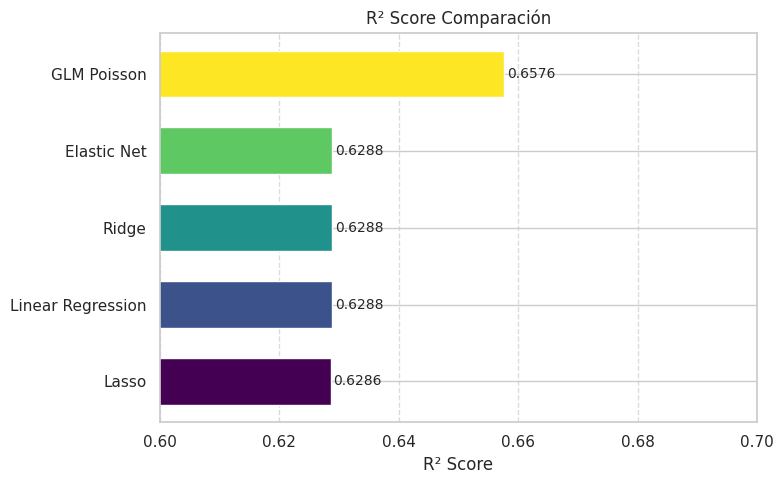 R² Score Comparación
GLM Poisson
0.6576
Elastic Net
0.6288
Ridge
0.6288
Linear Regression
0.6288
Lasso
0.6286
0.60 0.62 0.64 0.66 0.68 0.70
R² Score